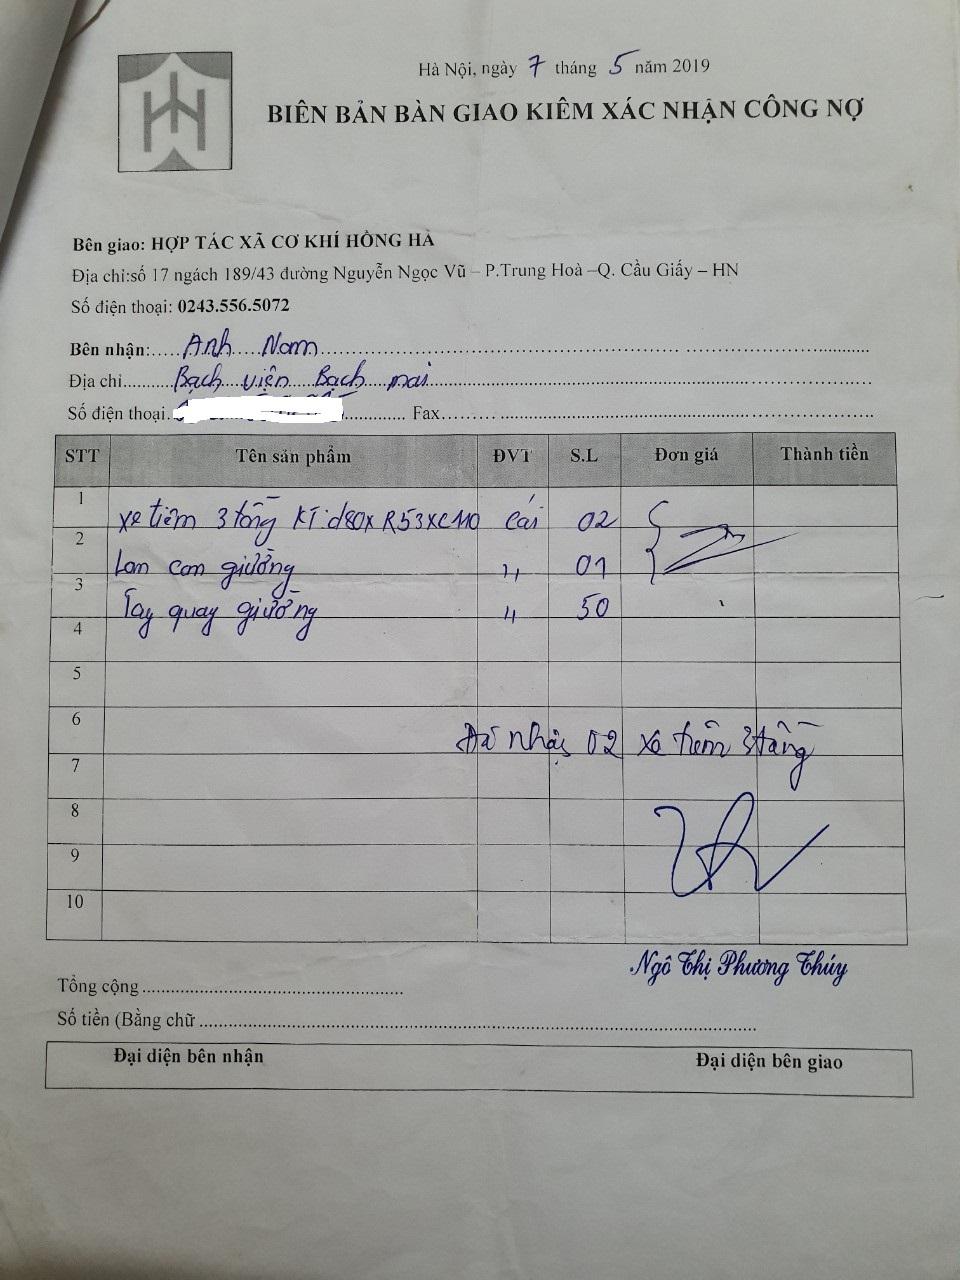 Hà Nội, ngày 7 tháng 5 năm 2019
BIÊN BẢN BÀN GIAO KIÊM XÁC NHẬN CÔNG NỢ
Bên giao: HỢP TÁC XÃ CƠ KHÍ HỒNG HÀ
Địa chỉ:số 17 ngách 189/43 đường Nguyễn Ngọc Vũ – P.Trung Hoà –Q. Cầu Giấy – HN
Số điện thoại: 0243.556.5072
Bên nhận:.....Anh Nam
Địa chỉ.......... Bạch viện Bạch mai
Số điện thoại. ............ Fax
STT Tên sản phẩm ĐVT S.L Đơn giá Thành tiền
1 xe tiêm 3 tầng KT: d80x R53xC110 cái 02
2 Lan can giường ,, 01
3 Tay quay giường ,, 50
4
5
6
Đã nhận 02 xe tiêm 3 tầng
7
8
9
10
Ngô Thị Phương Thúy
Tổng cộng
Số tiền (Bằng chữ
Đại diện bên nhận Đại diện bên giao